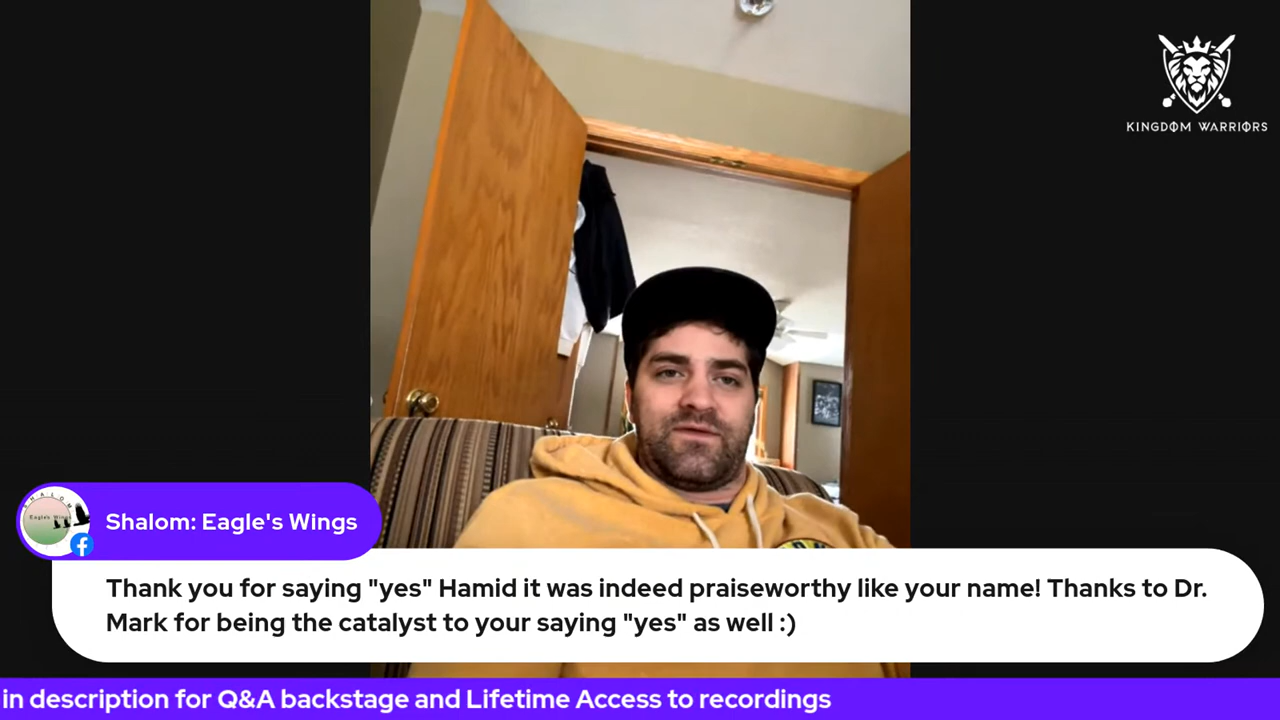 KINGDOM WARRIORS
Shalom: Eagle's Wings
Thank you for saying "yes" Hamid it was indeed praiseworthy like your name! Thanks to Dr.
Mark for being the catalyst to your saying "yes" as well :)
in description for Q&A backstage and Lifetime Access to recordings